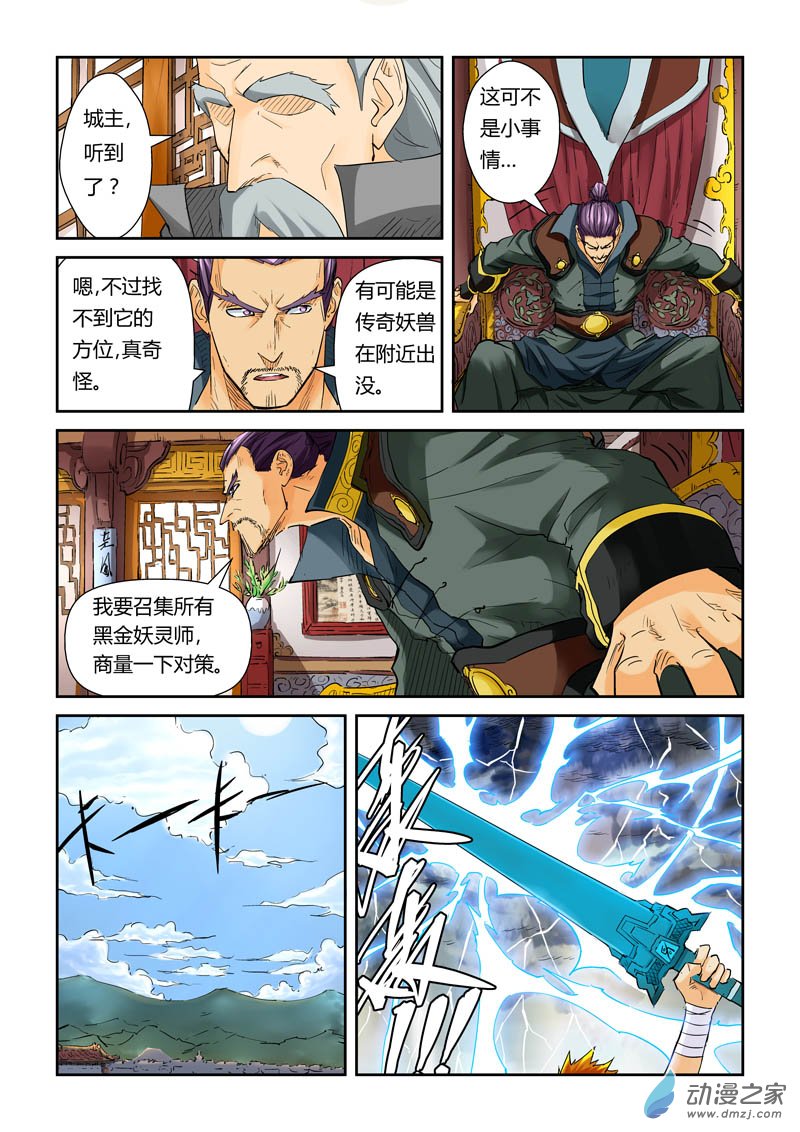 城主，
听到
了？
这可不
是小事
情…
嗯，不过找
不到它的
方位，真奇
怪。
有可能是
传奇妖兽
在附近出
没。
我要召集所有
黑金妖灵师，
商量一下对策。
动漫之家
www.dmzj.com